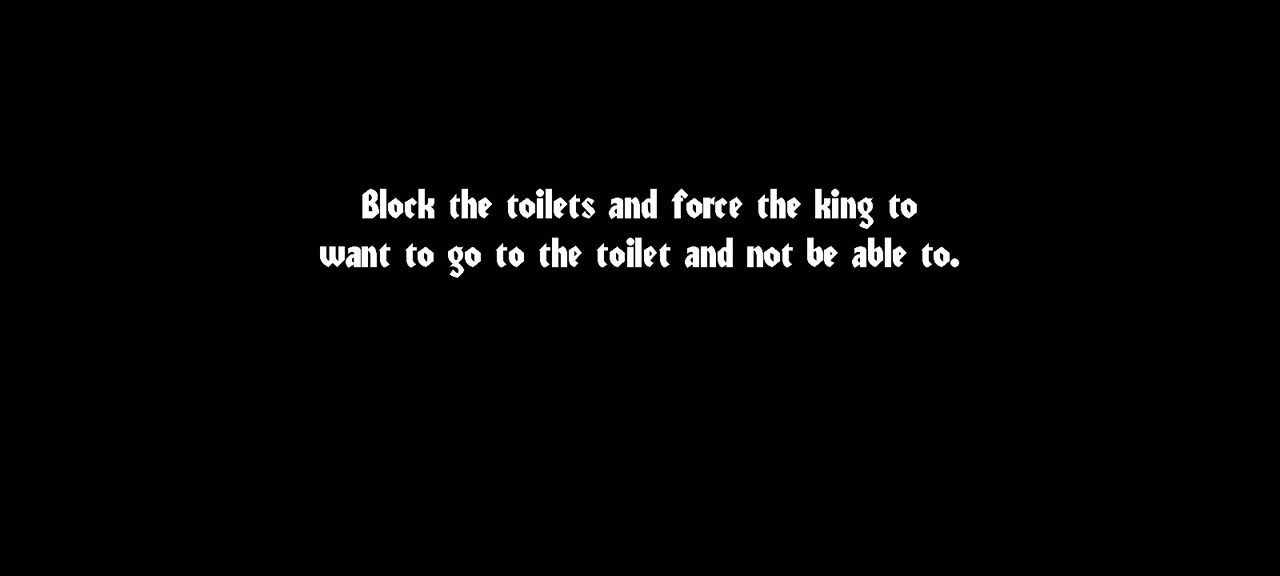 Block the toilets and force the king to
want to go to the toilet and not be able to.